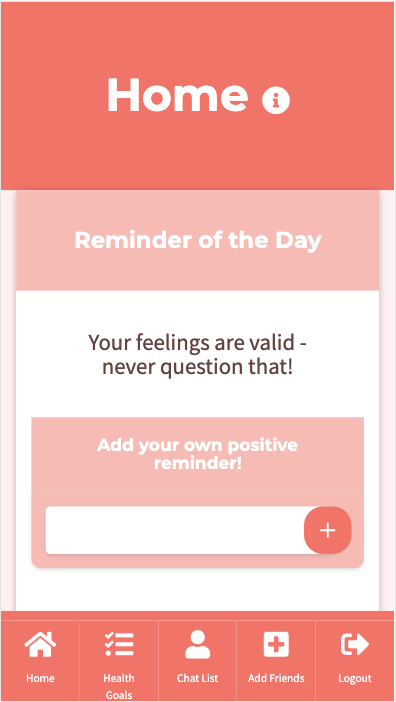 Home
Reminder of the Day
Your feelings are valid -
never question that!
Add your own positive
reminder!
Home
Health
Goals
Chat List
Add Friends
Logout